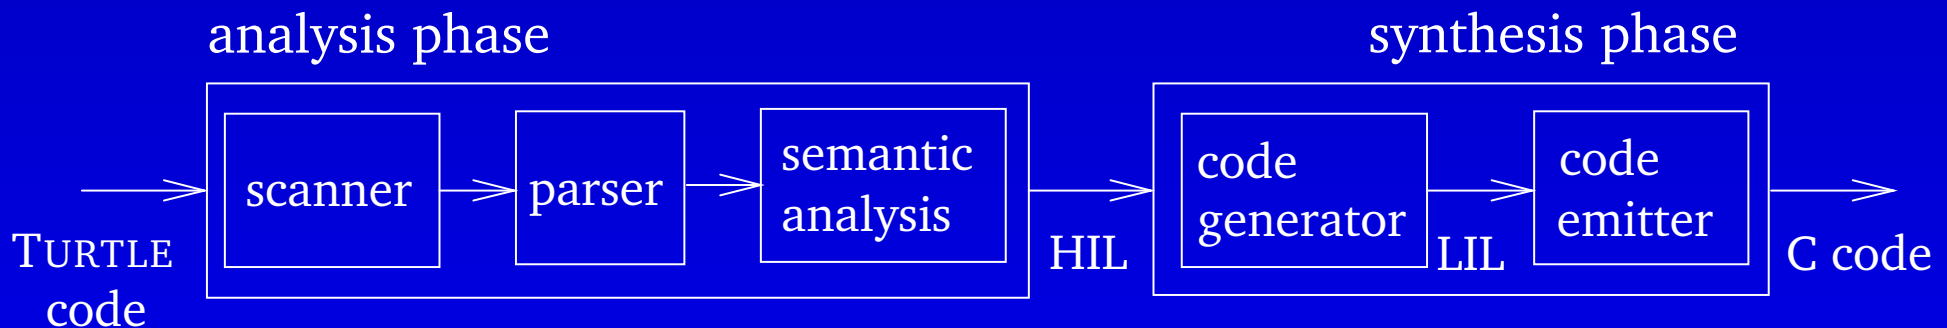 analysis phase
synthesis phase
scanner
parser
semantic
analysis
code
generator
code
emitter
TURTLE
code
HIL
LIL
C code